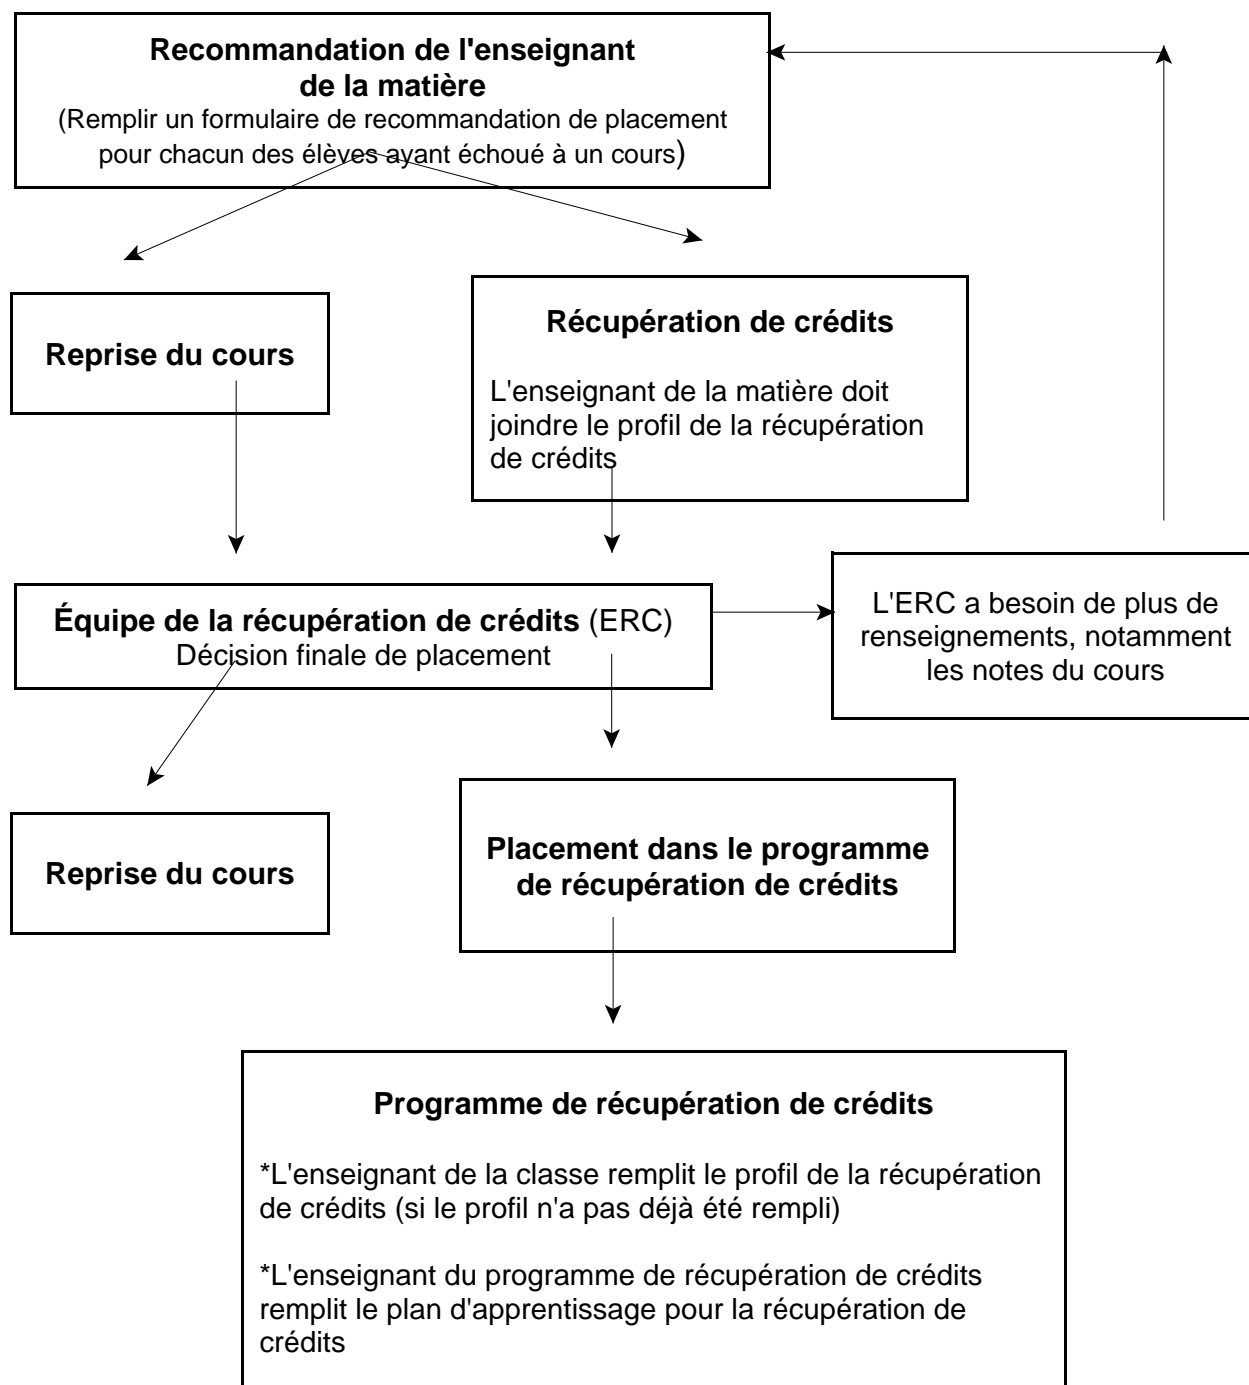 Recommandation de l'enseignant
de la matière
(Remplir un formulaire de recommandation de placement
pour chacun des élèves ayant échoué à un cours)
Reprise du cours
Récupération de crédits
L'enseignant de la matière doit
joindre le profil de la récupération
de crédits
Équipe de la récupération de crédits (ERC)
Décision finale de placement
L'ERC a besoin de plus de
renseignements, notamment
les notes du cours
Reprise du cours
Placement dans le programme
de récupération de crédits
Programme de récupération de crédits
*L'enseignant de la classe remplit le profil de la récupération
de crédits (si le profil n'a pas déjà été rempli)
*L'enseignant du programme de récupération de crédits
remplit le plan d'apprentissage pour la récupération de
crédits